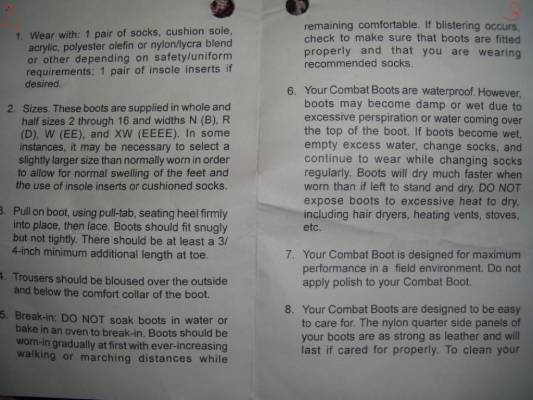 2
1. Wear with: 1 pair of socks, cushion sole,
acrylic, polyester olefin or nylon/lycra blend
or other depending on safety/uniform
requirements; 1 pair of insole inserts if
desired.
2. Sizes. These boots are supplied in whole and
half sizes 2 through 16 and widths N (B), R
(D), W (EE), and XW (EEEE). In some
instances, it may be necessary to select a
slightly larger size than normally worn in order
to allow for normal swelling of the feet and
the use of insole inserts or cushioned socks.
3. Pull on boot, using pull-tab, seating heel firmly
into place, then lace. Boots should fit snugly
but not tightly. There should be at least a 3/
4-inch minimum additional length at toe.
4. Trousers should be bloused over the outside
and below the comfort collar of the boot.
5. Break-in: DO NOT soak boots in water or
bake in an oven to break-in. Boots should be
worn-in gradually at first with ever-increasing
walking or marching distances while
3
remaining comfortable. If blistering occurs,
check to make sure that boots are fitted
properly and that you are wearing
recommended socks.
6. Your Combat Boots are waterproof. However,
boots may become damp or wet due to
excessive perspiration or water coming over
the top of the boot. If boots become wet,
empty excess water, change socks, and
continue to wear while changing socks
regularly. Boots will dry much faster when
worn than if left to stand and dry. DO NOT
expose boots to excessive heat to dry,
including hair dryers, heating vents, stoves,
etc.
7. Your Combat Boot is designed for maximum
performance in a field environment. Do not
apply polish to your Combat Boot.
8. Your Combat Boots are designed to be easy
to care for. The nylon quarter side panels of
your boots are as strong as leather and will
last if cared for properly. To clean your